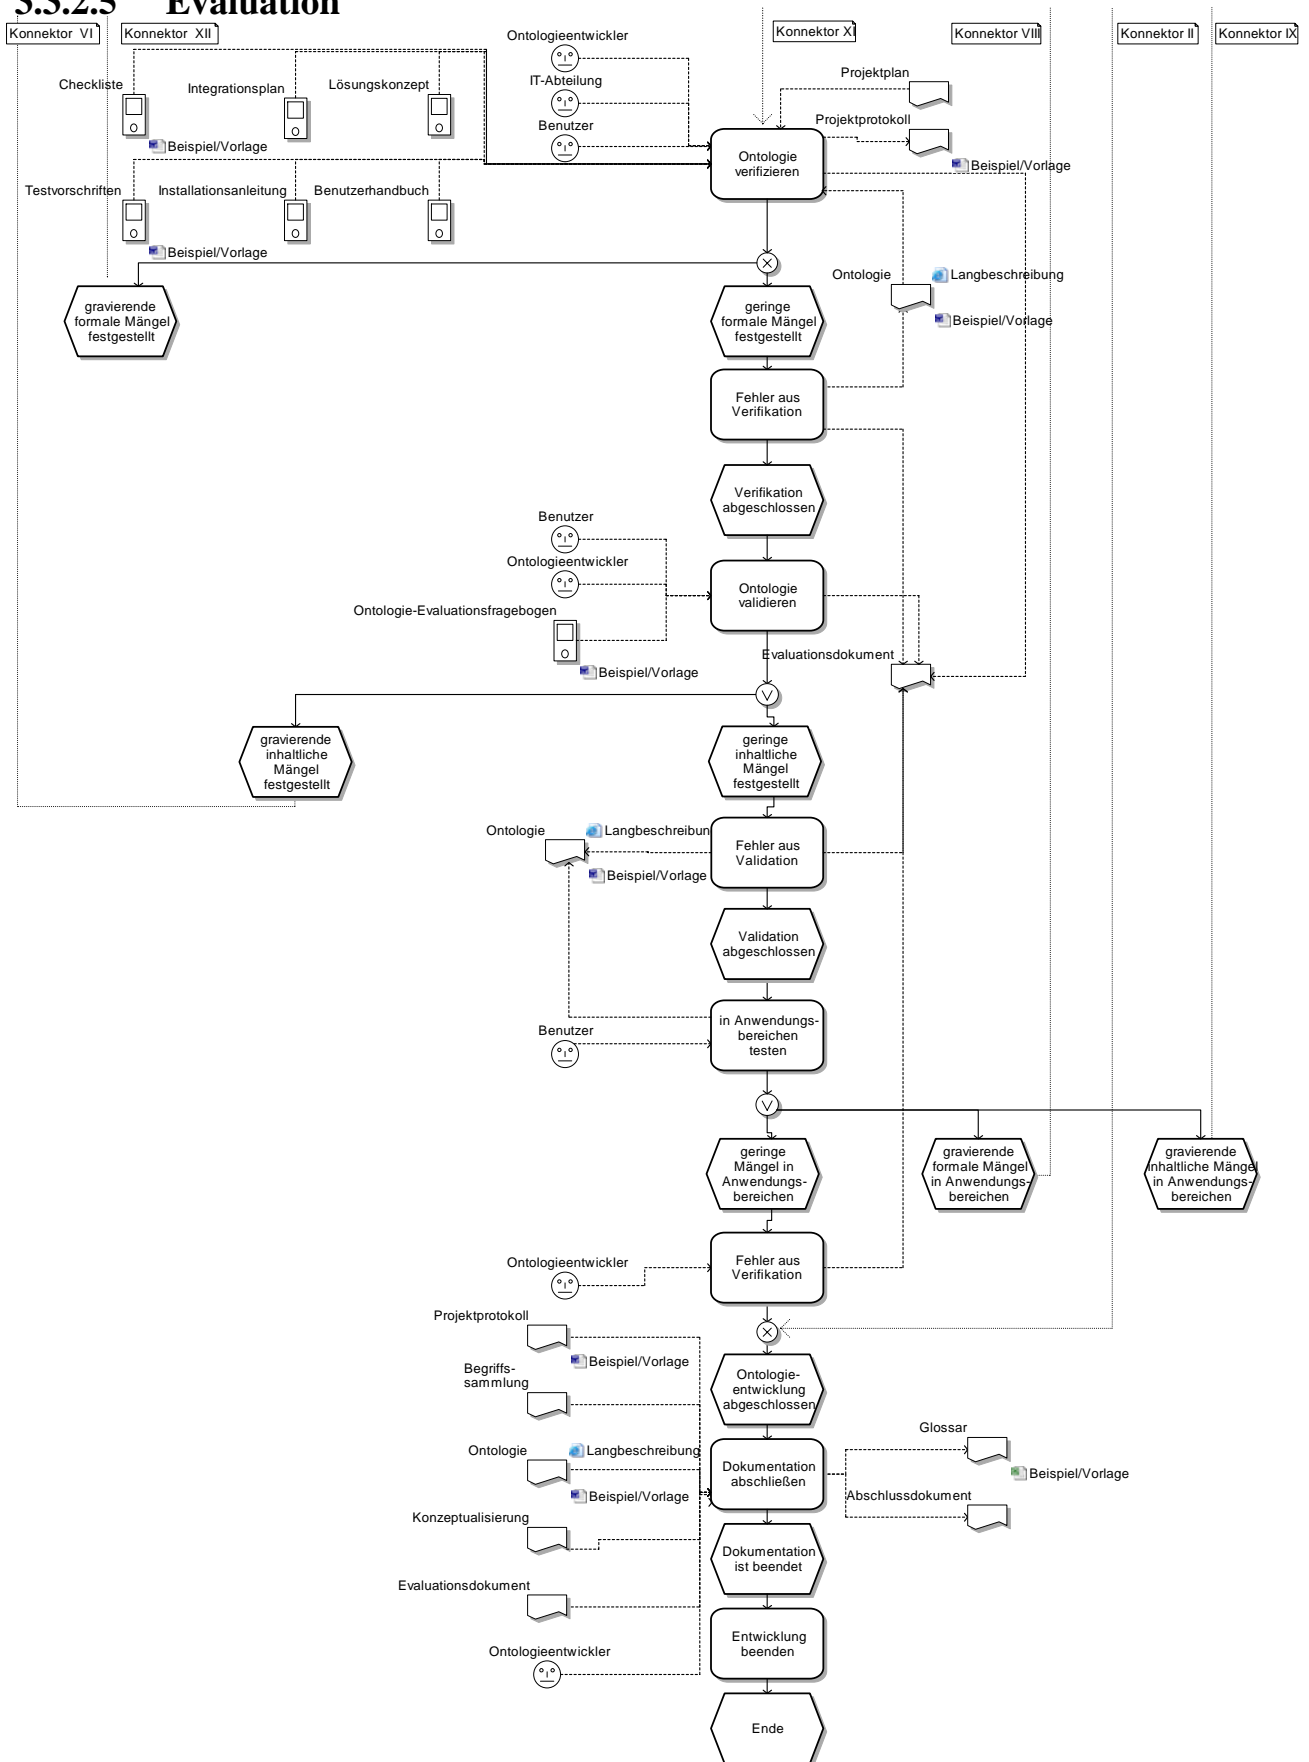 5.3.2.5 Evaluation
Konnektor VI
Konnektor XII
Konnektor XI
Konnektor VIII
Konnektor II
Konnektor IX
Ontologieentwickler
IT-Abteilung
Benutzer
Checkliste
Integrationsplan
Lösungskonzept
Beispiel/Vorlage
Projektplan
Projektprotokoll
Beispiel/Vorlage
Ontologie
verifizieren
Testvorschriften
Installationsanleitung
Benutzerhandbuch
Beispiel/Vorlage
Ontologie
Langbeschreibung
Beispiel/Vorlage
gravierende
formale Mängel
festgestellt
geringe
formale Mängel
festgestellt
Fehler aus
Verifikation
Verifikation
abgeschlossen
Benutzer
Ontologieentwickler
Ontologie-Evaluationsfragebogen
Beispiel/Vorlage
Ontologie
validieren
Evaluationsdokument
gravierende
inhaltliche
Mängel
festgestellt
geringe
inhaltliche
Mängel
festgestellt
Ontologie
Langbeschreibun
Beispiel/Vorlage
Fehler aus
Validation
Validation
abgeschlossen
Benutzer
in Anwendungs-
bereichen
testen
geringe
Mängel in
Anwendungs-
bereichen
gravierende
formale Mängel
in Anwendungs-
bereichen
gravierende
inhaltliche Mängel
in Anwendungs-
bereichen
Ontologieentwickler
Fehler aus
Verifikation
Projektprotokoll
Beispiel/Vorlage
Begriffs-
sammlung
Ontologie-
entwicklung
abgeschlossen
Ontologie
Langbeschreibung
Beispiel/Vorlage
Dokumentation
abschließen
Glossar
Beispiel/Vorlage
Abschlussdokument
Konzeptualisierung
Dokumentation
ist beendet
Evaluationsdokument
Ontologieentwickler
Entwicklung
beenden
Ende